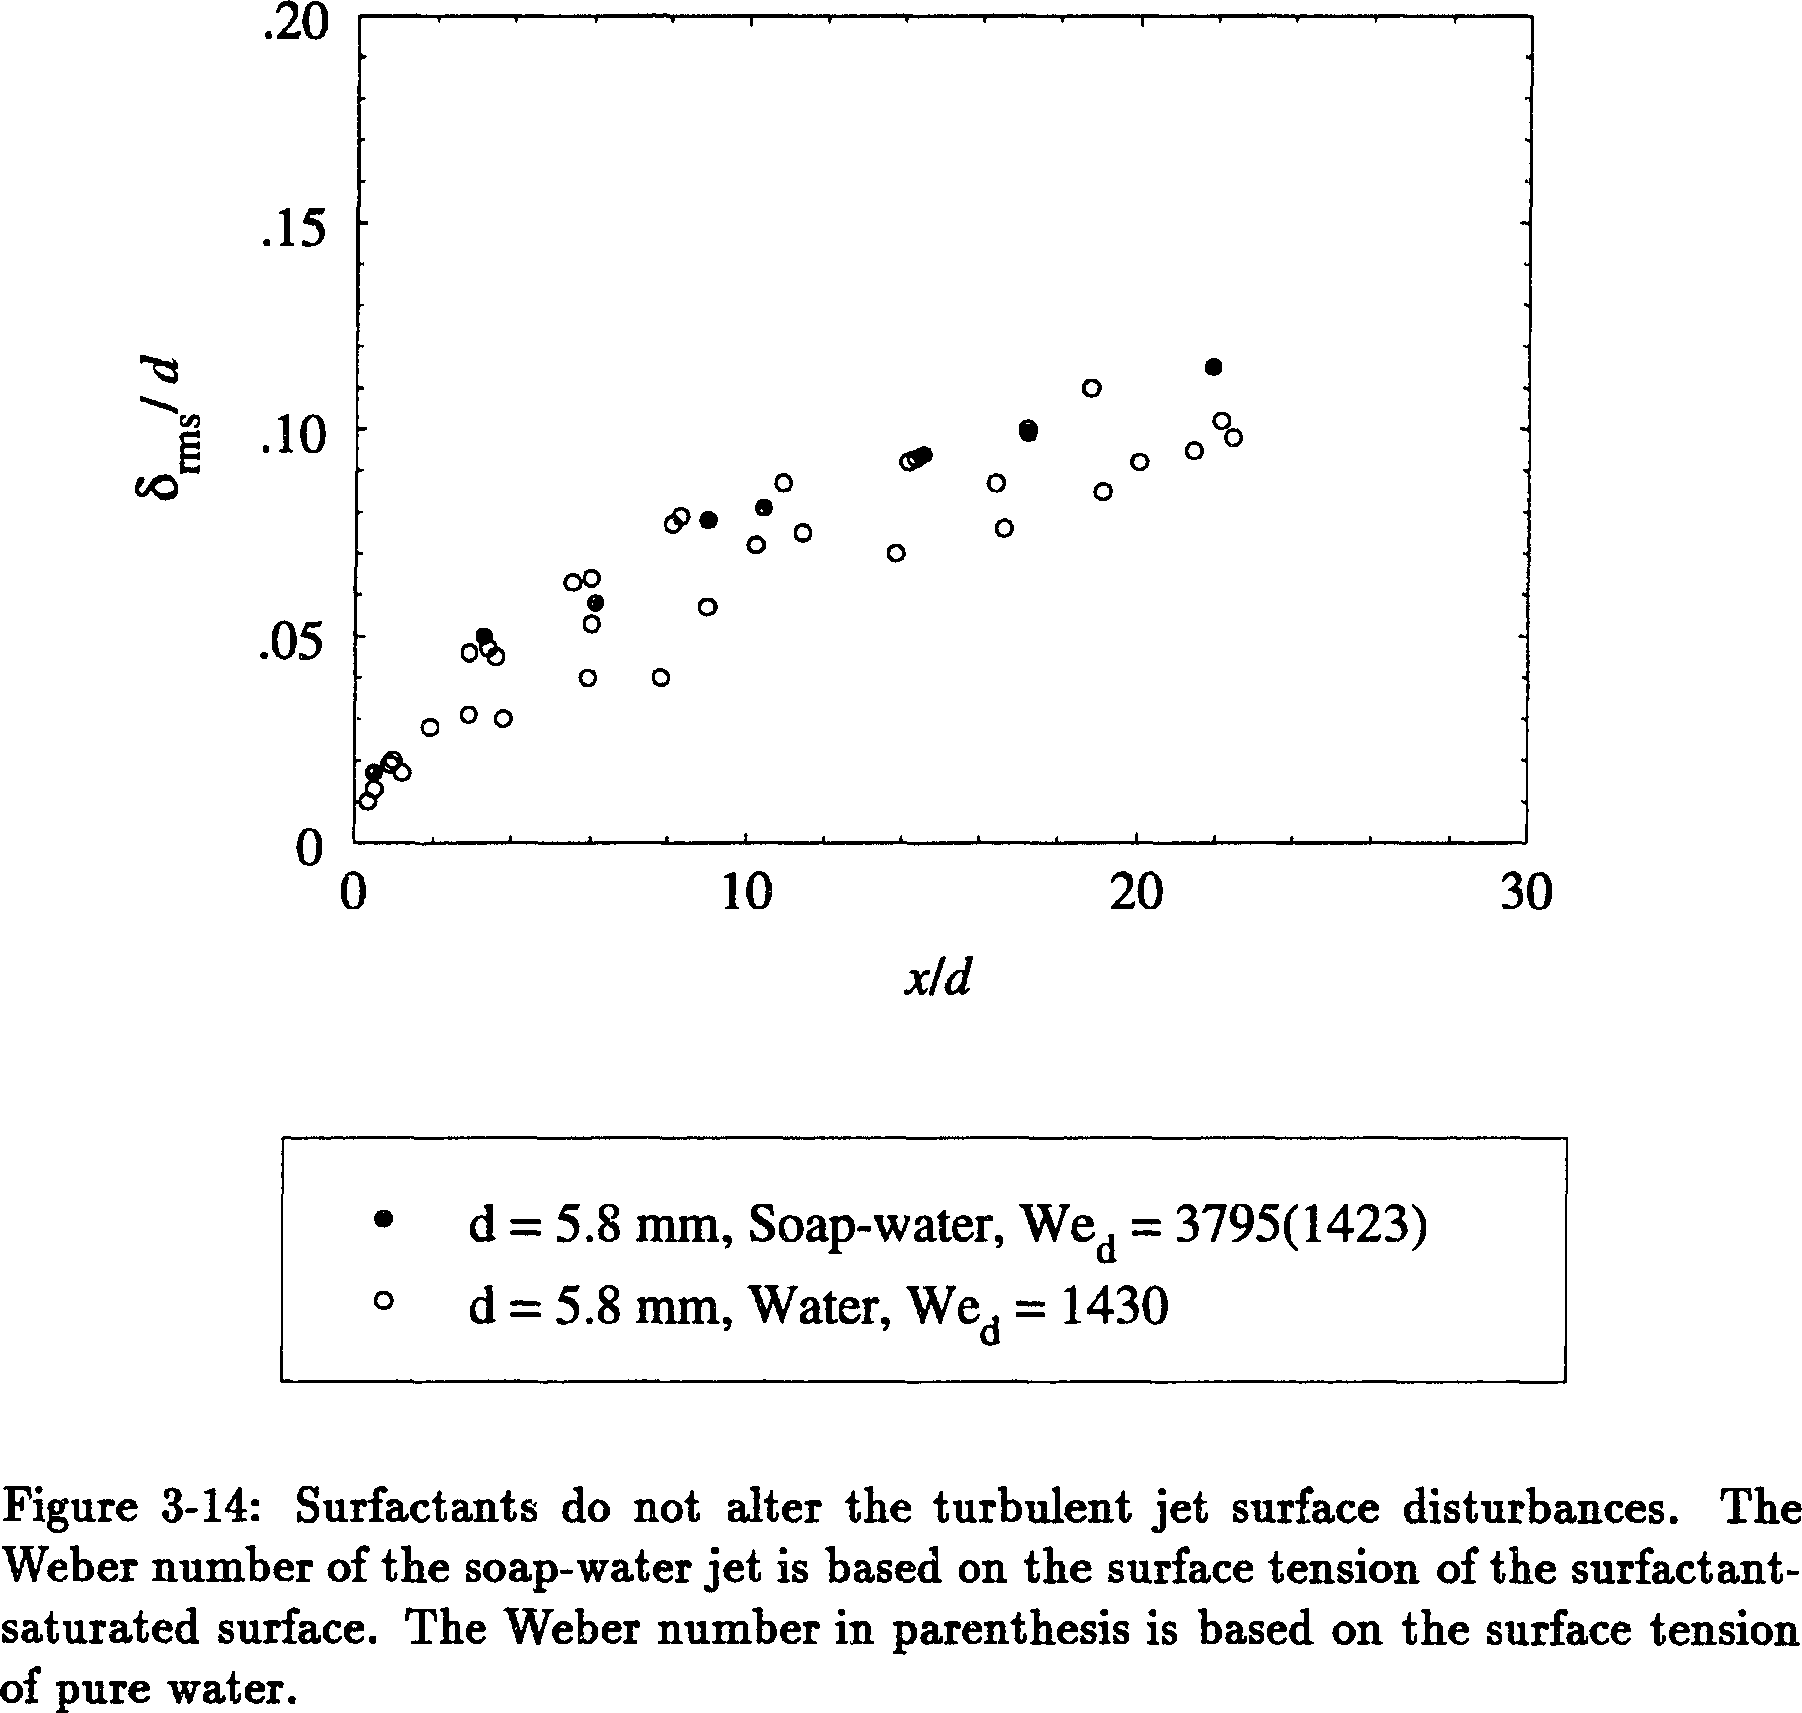 .20
.15
.10
.05
0
δrms/ d
0 10 20 30
x/d
d = 5.8 mm, Soap-water, Wed = 3795(1423)
d = 5.8 mm, Water, Wed = 1430
Figure 3-14: Surfactants do not alter the turbulent jet surface disturbances. The
Weber number of the soap-water jet is based on the surface tension of the surfactant-
saturated surface. The Weber number in parenthesis is based on the surface tension
of pure water.